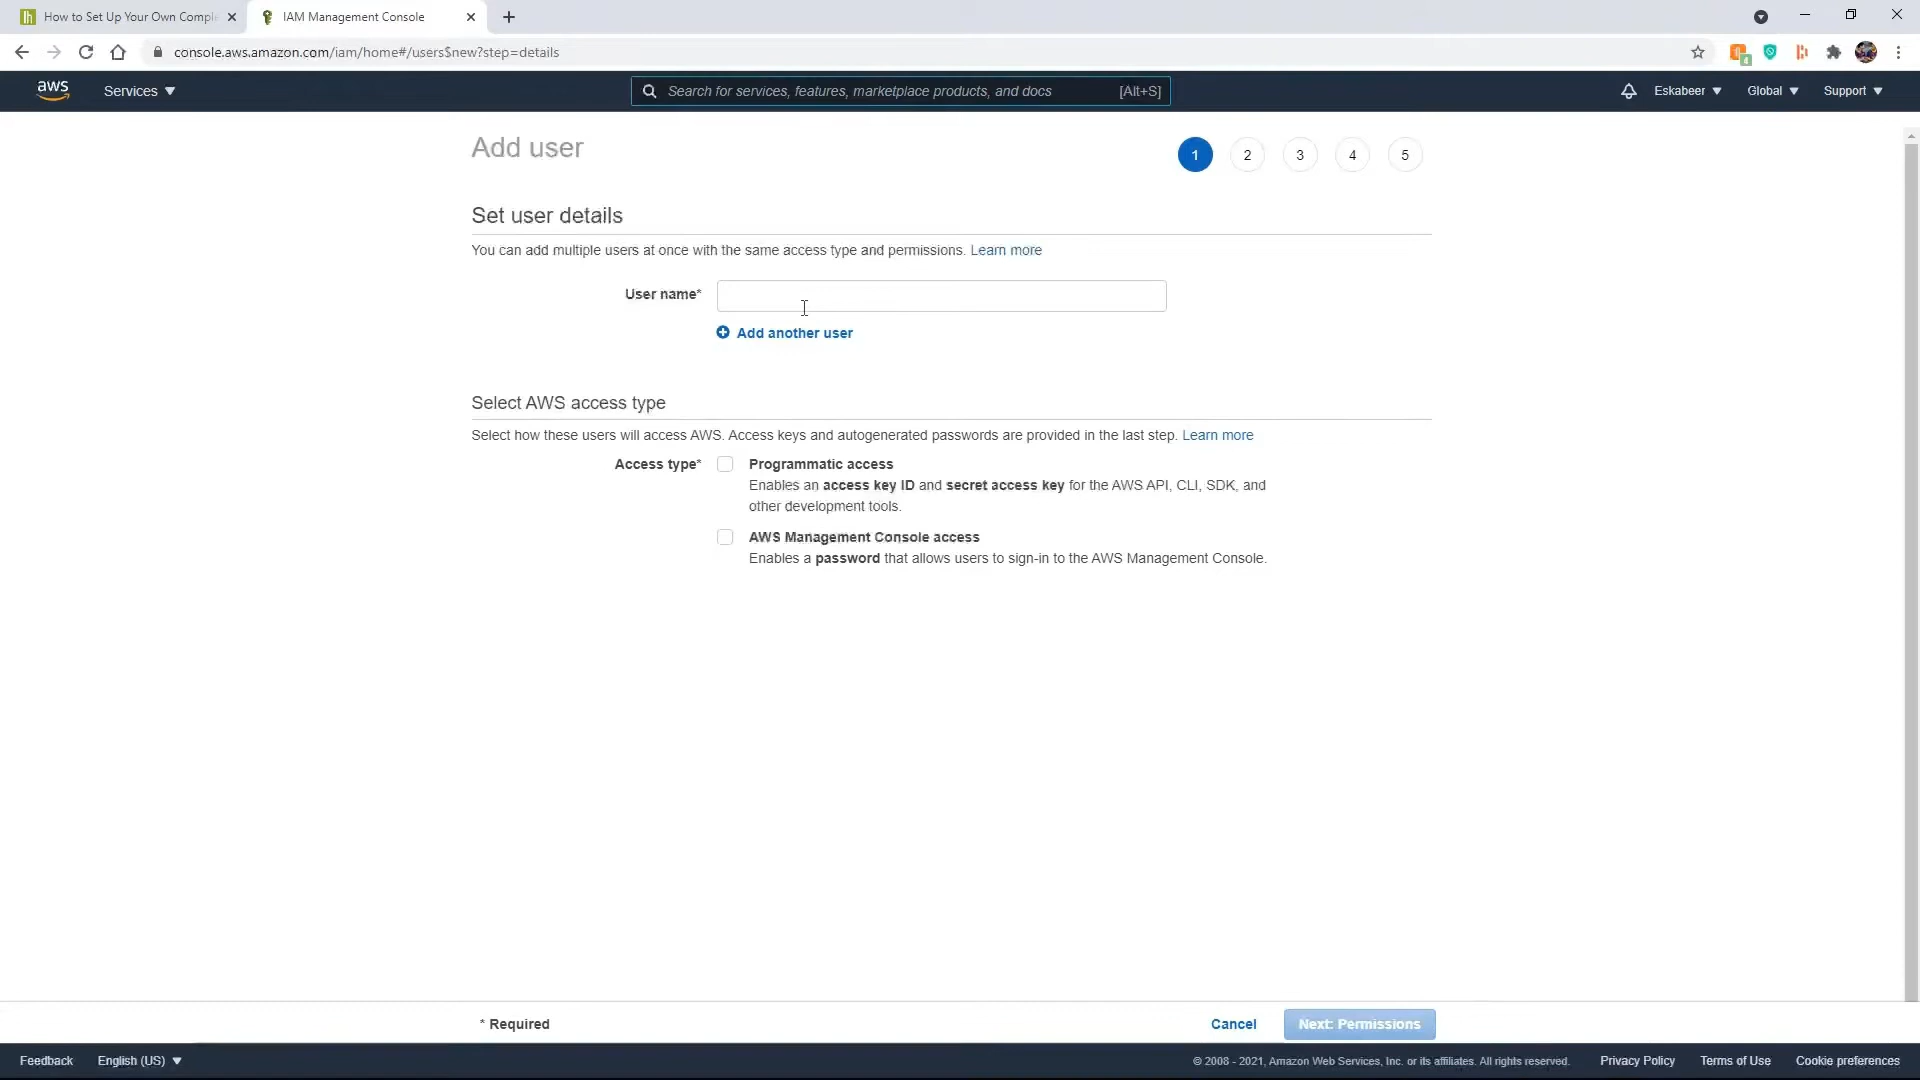 How to Set Up Your Own Compl
IAM Management Console
console.aws.amazon.com/iam/home#/users$new?step=details
4
aws
Services
Search for services, features, marketplace products, and docs
[Alt+S]
Eskabeer
Global
Support
Add user
1
2
3
4
5
Set user details
You can add multiple users at once with the same access type and permissions. Learn more
User name*
Add another user
Select AWS access type
Select how these users will access AWS. Access keys and autogenerated passwords are provided in the last step. Learn more
Access type*
Programmatic access
Enables an access key ID and secret access key for the AWS API, CLI, SDK, and
other development tools.
AWS Management Console access
Enables a password that allows users to sign-in to the AWS Management Console.
* Required
Cancel
Next: Permissions
Feedback
English (US)
© 2008 - 2021, Amazon Web Services, Inc. or its affiliates. All rights reserved.
Privacy Policy
Terms of Use
Cookie preferences